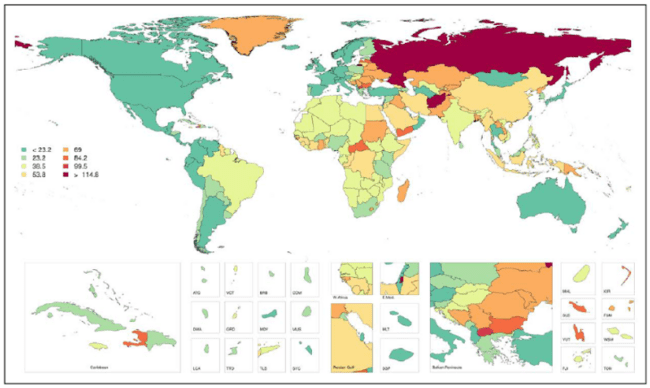 < 23.2
23.2
38.5
53.8
69
84.2
99.5
> 114.8
Caribbean
ATG
VCT
BRB
COM
W Africa
E Med.
DMA
GRD
MDV
MUS
MLT
LCA
TTO
TLS
SYC
Persian Gulf
SGP
Balkan Peninsula
MHL
KIR
FSM
VUT
WSM
FJI
TON